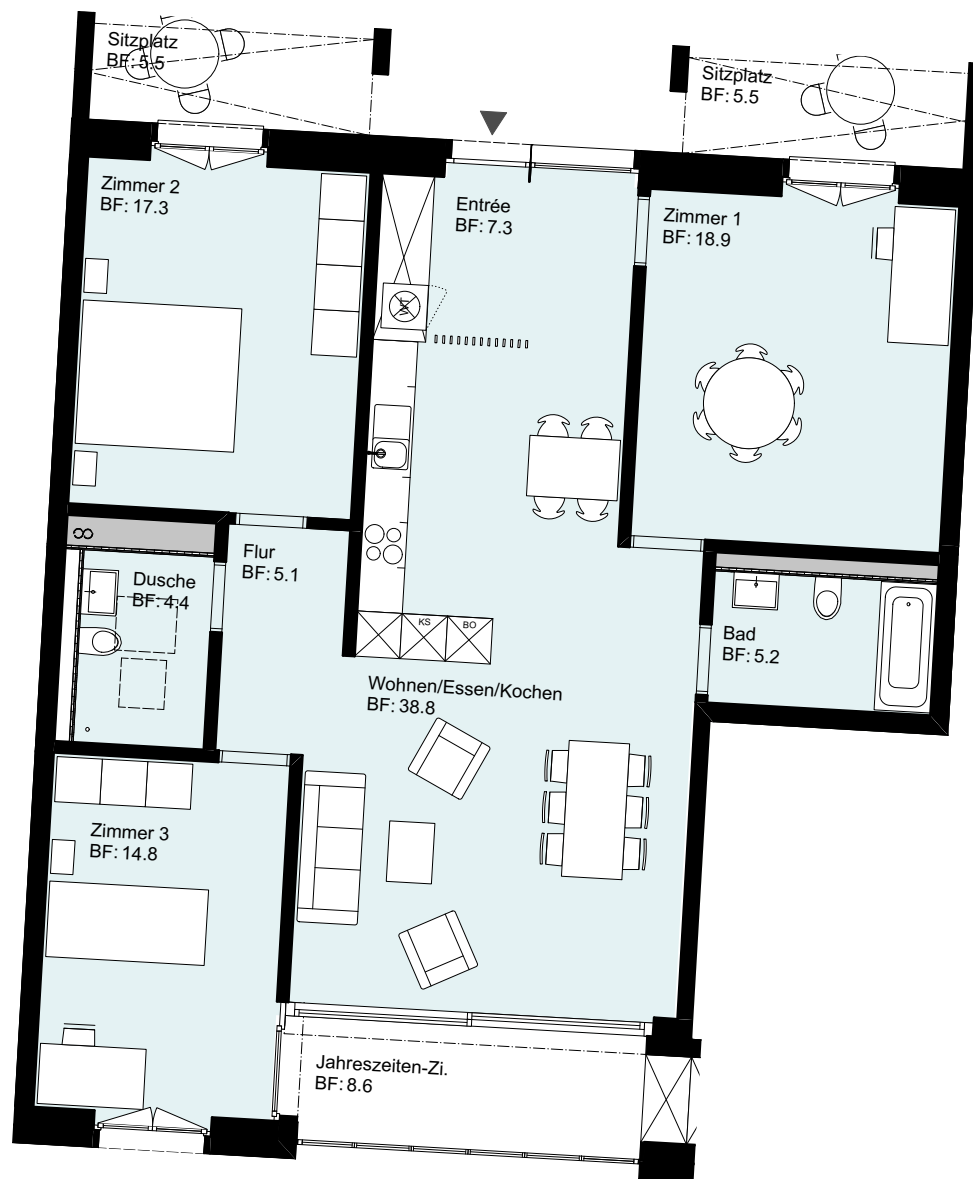 Sitzplatz
BF: 5.5
Sitzplatz
BF: 5.5
Zimmer 2
BF: 17.3
Entrée
BF: 7.3
Zimmer 1
BF: 18.9
WT
Flur
BF: 5.1
Dusche
BF: 4.4
KS
BO
Bad
BF: 5.2
Wohnen/Essen/Kochen
BF: 38.8
Zimmer 3
BF: 14.8
Jahreszeiten-Zi.
BF: 8.6